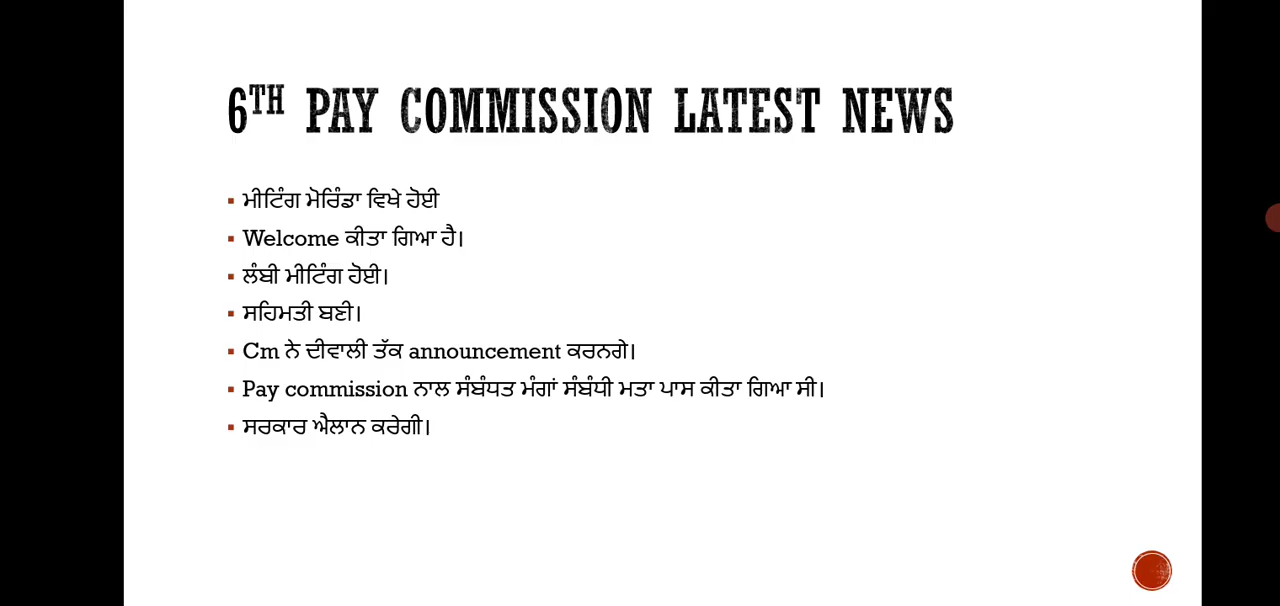 6TH PAY COMMISSION LATEST NEWS
▪ ਮੀਟਿੰਗ ਮੋਰਿੰਡਾ ਵਿਖੇ ਹੋਈ
▪ Welcome ਕੀਤਾ ਗਿਆ ਹੈ।
▪ ਲੰਬੀ ਮੀਟਿੰਗ ਹੋਈ।
▪ ਸਹਿਮਤੀ ਬਣੀ।
▪ Cm ਨੇ ਦੀਵਾਲੀ ਤੱਕ announcement ਕਰਨਗੇ।
▪ Pay commission ਨਾਲ ਸੰਬੰਧਤ ਮੰਗਾਂ ਸੰਬੰਧੀ ਮਤਾ ਪਾਸ ਕੀਤਾ ਗਿਆ ਸੀ।
▪ ਸਰਕਾਰ ਐਲਾਨ ਕਰੇਗੀ।